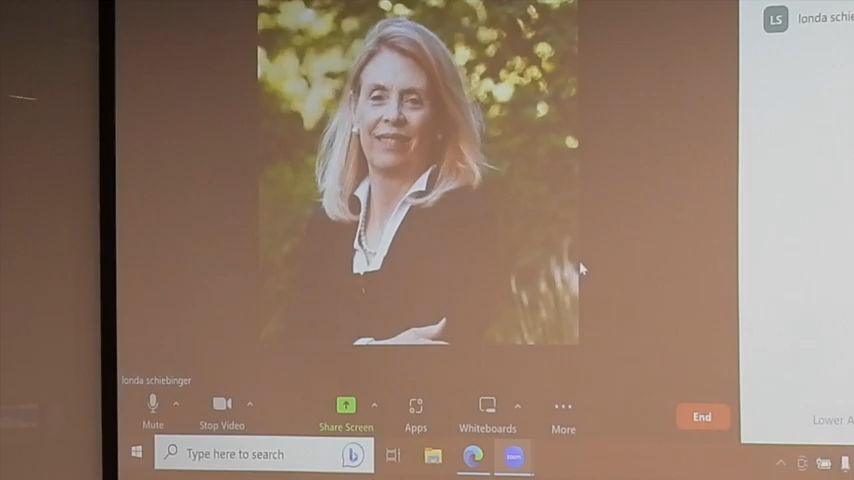 LS
londa schie
londa schiebinger
Mute
Stop Video
Share Screen
Apps
Whiteboards
More
End
Lower A
Type here to search
zoom